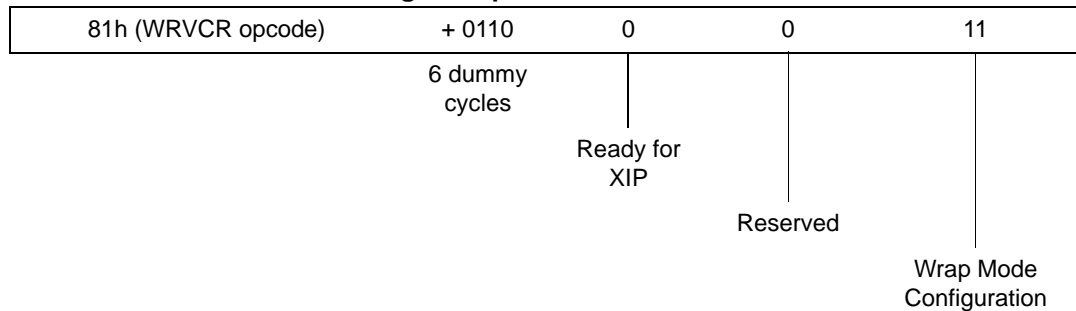 81h (WRVCR opcode) + 0110 0 0 11
6 dummy
cycles
Ready for
XIP
Reserved
Wrap Mode
Configuration